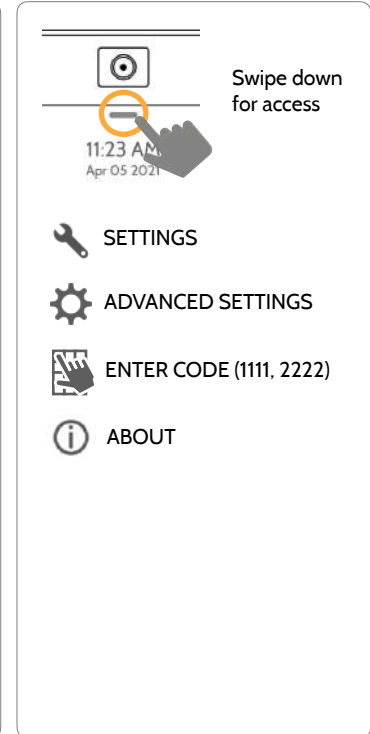 Swipe down
for access
11:23 AM
Apr 05 2021
SETTINGS
ADVANCED SETTINGS
ENTER CODE (1111, 2222)
ABOUT